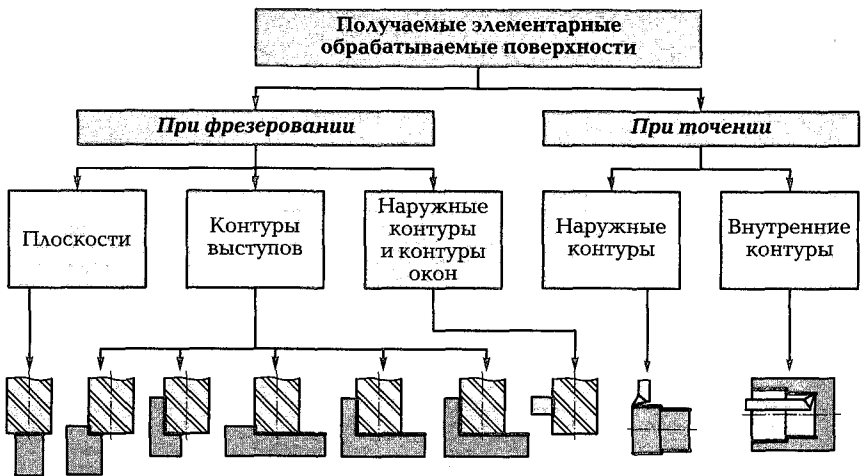 Получаемые элементарные
обрабатываемые поверхности
При фрезеровании
При точении
Плоскости
Контуры
выступов
Наружные
контуры
и контуры
окон
Наружные
контуры
Внутренние
контуры